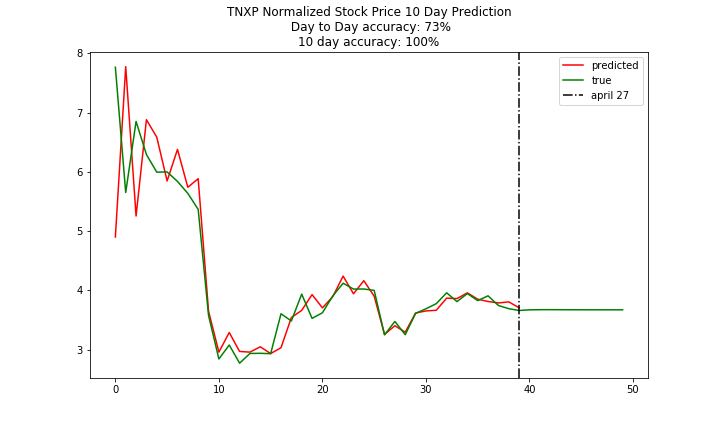 TNXP Normalized Stock Price 10 Day Prediction
Day to Day accuracy: 73%
10 day accuracy: 100%
predicted
true
april 27
8
7
6
5
4
3
0
10
20
30
40
50